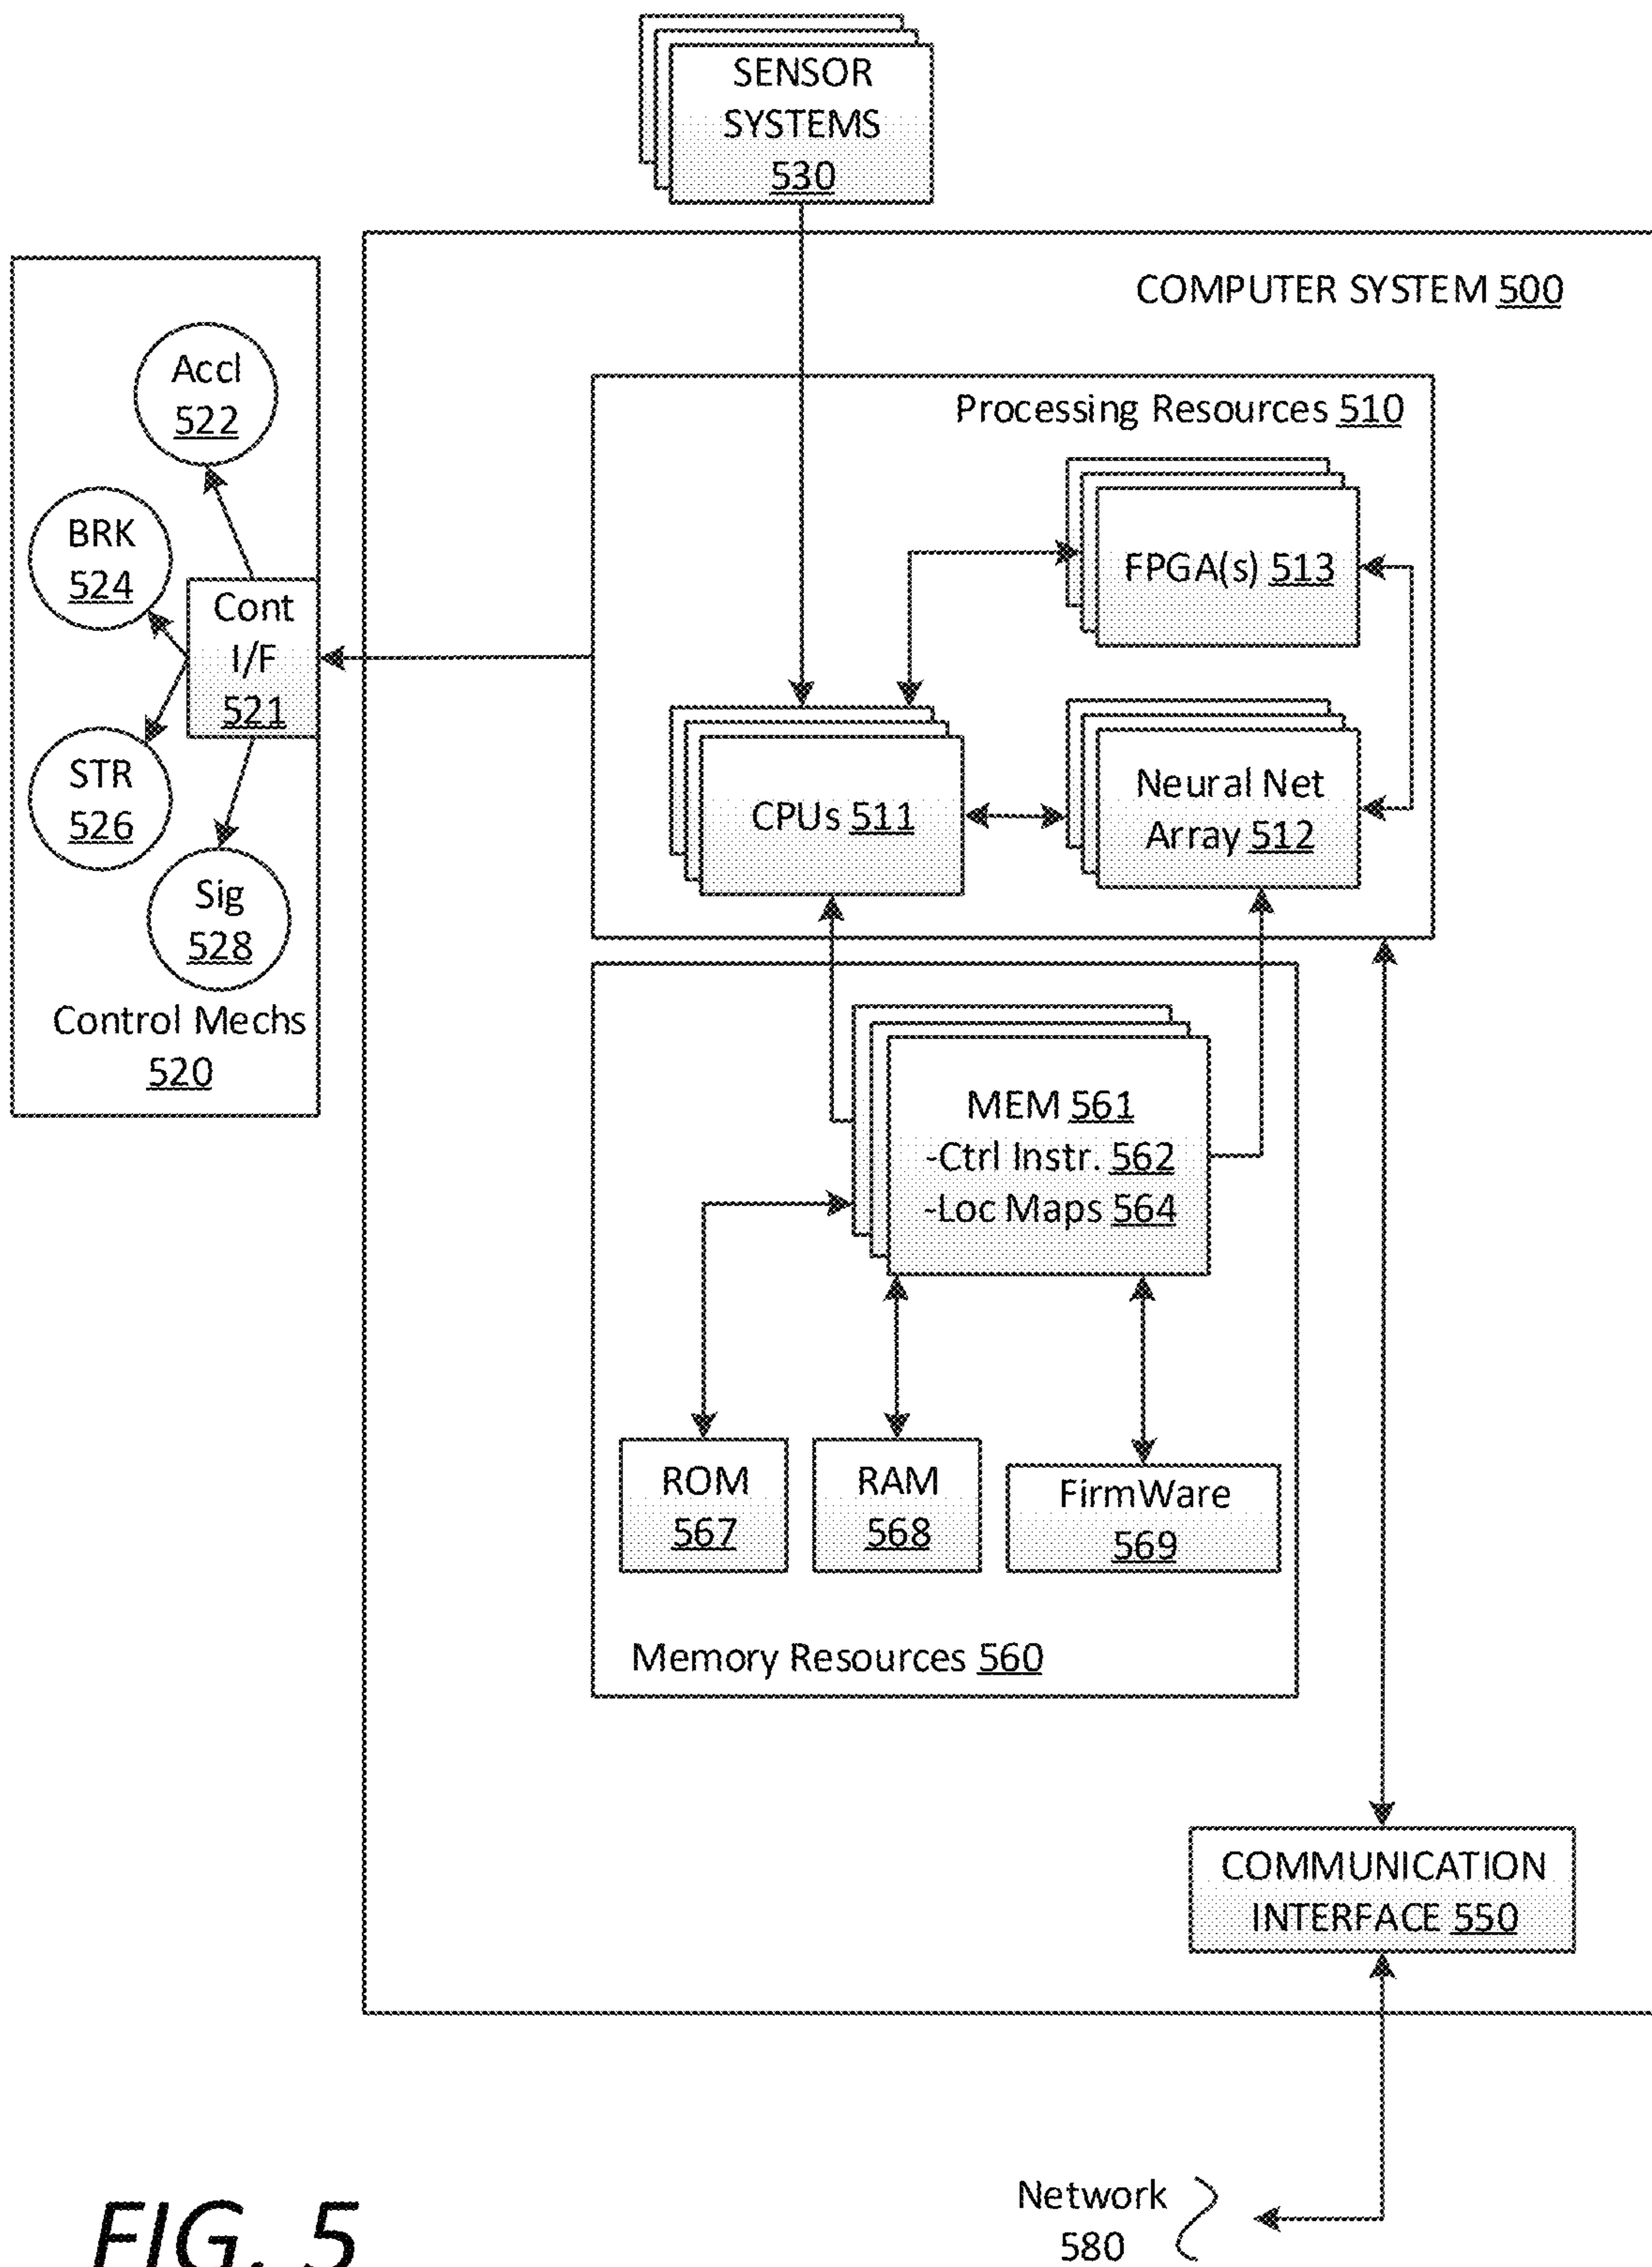 SENSOR
SYSTEMS
530
COMPUTER SYSTEM 500
Accl
522
BRK
524
Cont
I/F
521
STR
526
Sig
528
Control Mechs
520
Processing Resources 510
FPGA(s) 513
CPUs 511
Neural Net
Array 512
MEM 561
-Ctrl Instr. 562
-Loc Maps 564
ROM
567
RAM
568
FirmWare
569
Memory Resources 560
COMMUNICATION
INTERFACE 550
Network
580
FIG. 5